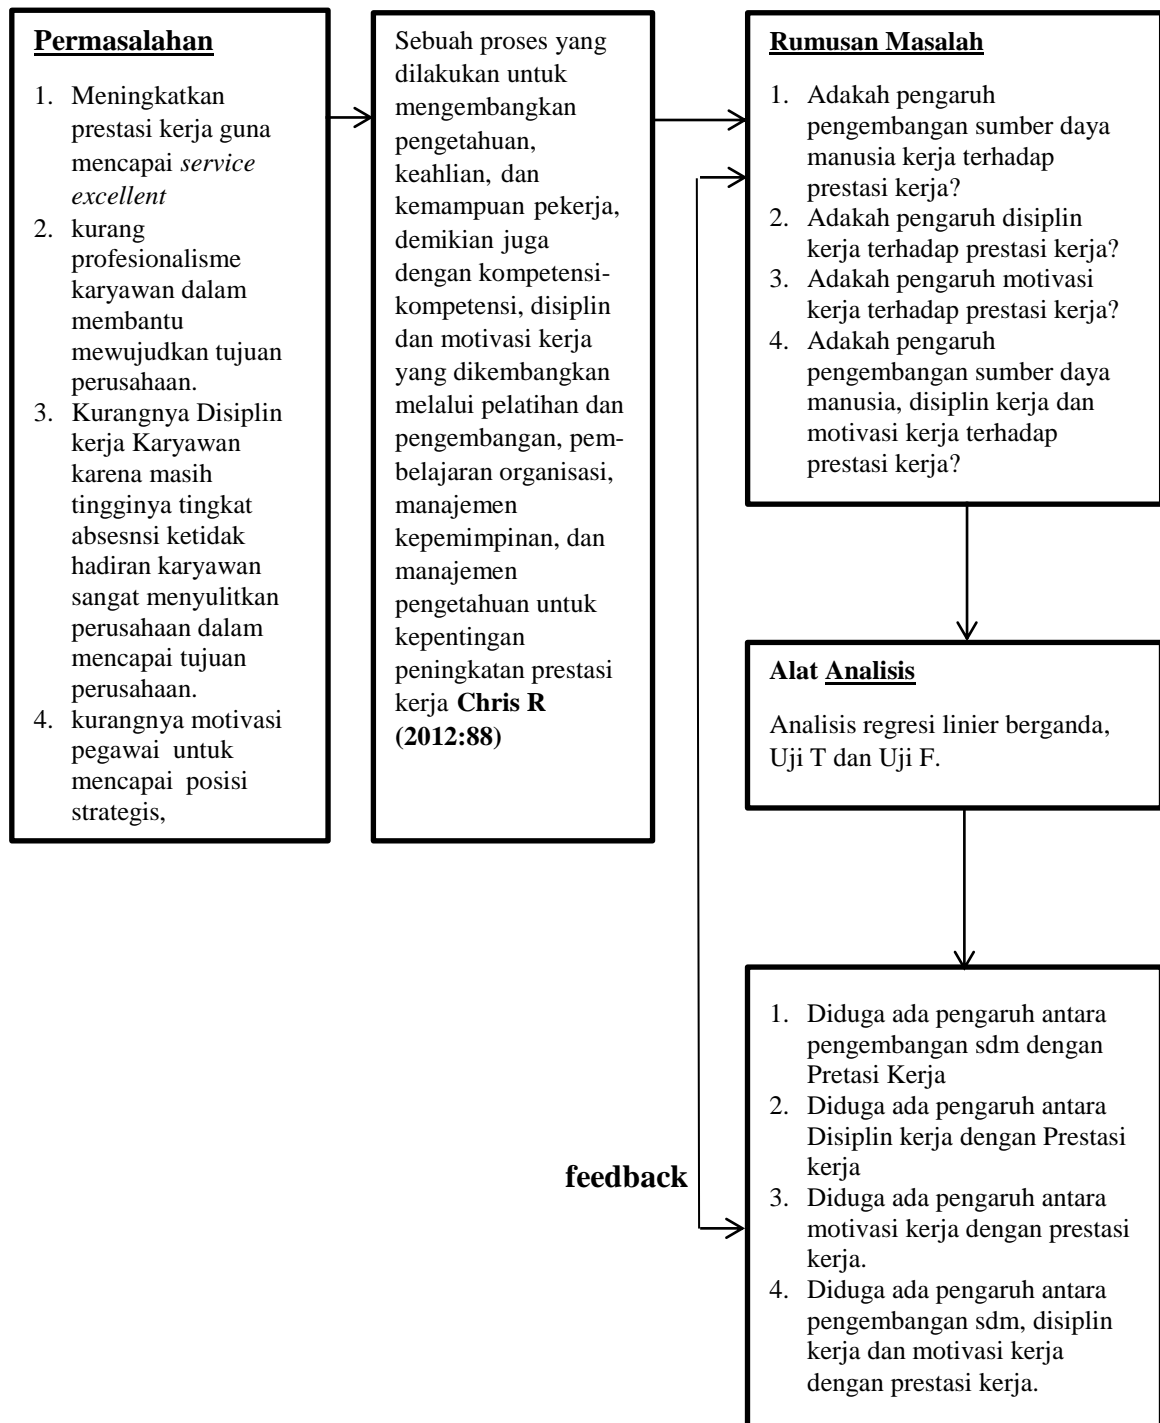 Permasalahan
1. Meningkatkan
prestasi kerja guna
mencapai service
excellent
2. kurang
profesionalisme
karyawan dalam
membantu
mewujudkan tujuan
perusahaan.
3. Kurangnya Disiplin
kerja Karyawan
karena masih
tingginya tingkat
absesnsi ketidak
hadiran karyawan
sangat menyulitkan
perusahaan dalam
mencapai tujuan
perusahaan.
4. kurangnya motivasi
pegawai untuk
mencapai posisi
strategis,
Sebuah proses yang
dilakukan untuk
mengembangkan
pengetahuan,
keahlian, dan
kemampuan pekerja,
demikian juga
dengan kompetensi-
kompetensi, disiplin
dan motivasi kerja
yang dikembangkan
melalui pelatihan dan
pengembangan, pem-
belajaran organisasi,
manajemen
kepemimpinan, dan
manajemen
pengetahuan untuk
kepentingan
peningkatan prestasi
kerja Chris R
(2012:88)
Rumusan Masalah
1. Adakah pengaruh
pengembangan sumber daya
manusia kerja terhadap
prestasi kerja?
2. Adakah pengaruh disiplin
kerja terhadap prestasi kerja?
3. Adakah pengaruh motivasi
kerja terhadap prestasi kerja?
4. Adakah pengaruh
pengembangan sumber daya
manusia, disiplin kerja dan
motivasi kerja terhadap
prestasi kerja?
Alat Analisis
Analisis regresi linier berganda,
Uji T dan Uji F.
feedback
1. Diduga ada pengaruh antara
pengembangan sdm dengan
Pretasi Kerja
2. Diduga ada pengaruh antara
Disiplin kerja dengan Prestasi
kerja
3. Diduga ada pengaruh antara
motivasi kerja dengan prestasi
kerja.
4. Diduga ada pengaruh antara
pengembangan sdm, disiplin
kerja dan motivasi kerja
dengan prestasi kerja.